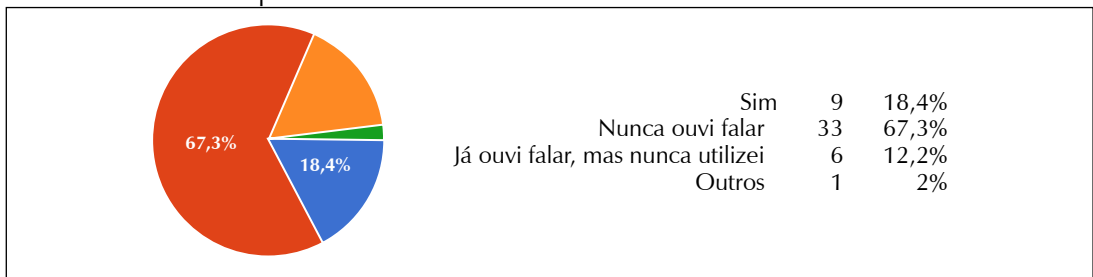 67,3%
18,4%
Sim 9 18,4%
Nunca ouvi falar 33 67,3%
Já ouvi falar, mas nunca utilizei 6 12,2%
Outros 1 2%